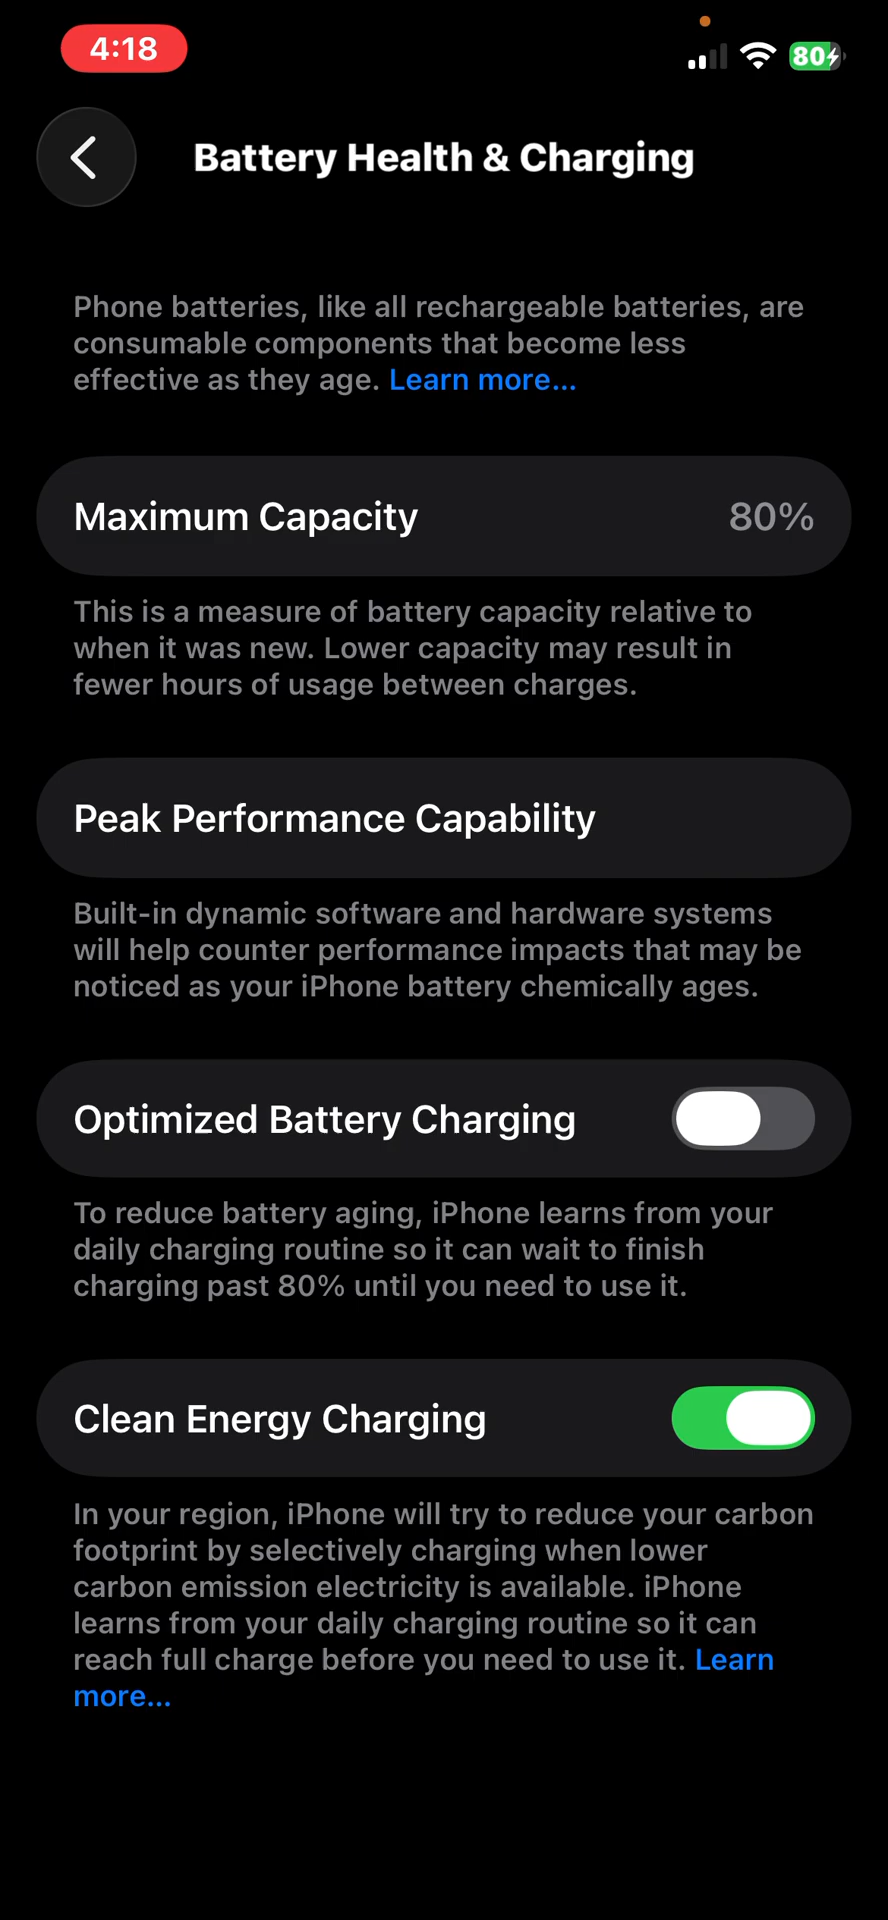 4:18
80
Battery Health & Charging
Phone batteries, like all rechargeable batteries, are
consumable components that become less
effective as they age. Learn more...
Maximum Capacity 80%
This is a measure of battery capacity relative to
when it was new. Lower capacity may result in
fewer hours of usage between charges.
Peak Performance Capability
Built-in dynamic software and hardware systems
will help counter performance impacts that may be
noticed as your iPhone battery chemically ages.
Optimized Battery Charging
To reduce battery aging, iPhone learns from your
daily charging routine so it can wait to finish
charging past 80% until you need to use it.
Clean Energy Charging
In your region, iPhone will try to reduce your carbon
footprint by selectively charging when lower
carbon emission electricity is available. iPhone
learns from your daily charging routine so it can
reach full charge before you need to use it. Learn
more...